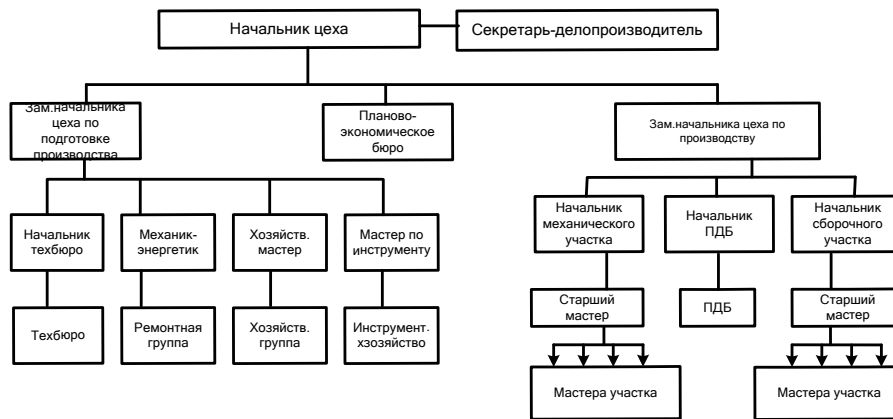 Начальник цеха
Секретарь-делопроизводитель
Зам.начальника
цеха по
подготовке
производства
Планово-
экономическое
бюро
Зам.начальника цеха по
производству
Начальник
техбюро
Механик-
энергетик
Хозяйств.
мастер
Мастер по
инструменту
Начальник
механического
участка
Начальник
ПДБ
Начальник
сборочного
участка
Техбюро
Ремонтная
группа
Хозяйств.
группа
Инструмент.
хзозяйство
Старший
мастер
ПДБ
Старший
мастер
Мастера участка
Мастера участка